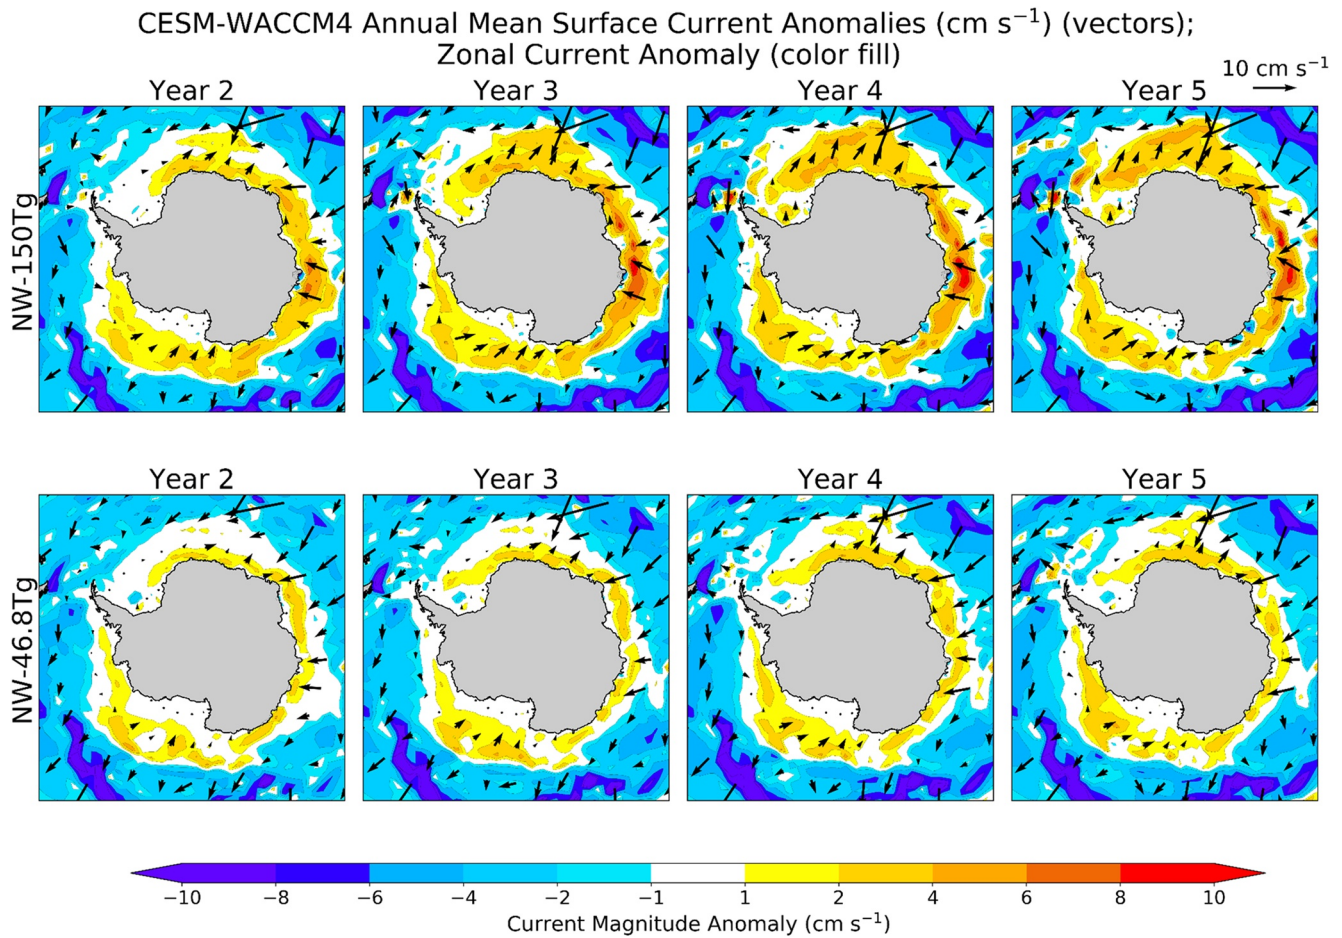 CESM-WACCM4 Annual Mean Surface Current Anomalies (cm s⁻¹) (vectors);
Zonal Current Anomaly (color fill)
10 cm s⁻¹
Year 2 Year 3 Year 4 Year 5
NW-150Tg
Year 2 Year 3 Year 4 Year 5
NW-46.8Tg
−10 −8 −6 −4 −2 −1 1 2 4 6 8 10
Current Magnitude Anomaly (cm s⁻¹)